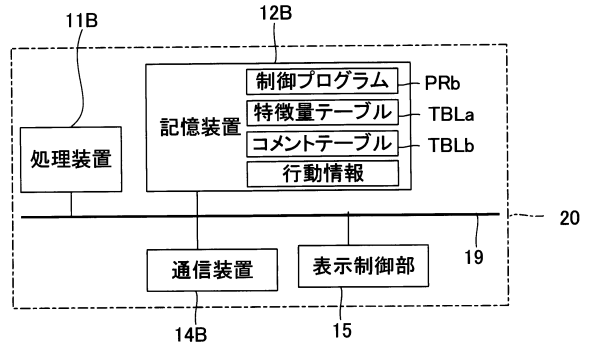 11B
12B
制御プログラム
PRb
特徴量テーブル
TBLa
記憶装置
コメントテーブル
TBLb
処理装置
行動情報
20
19
通信装置
表示制御部
14B
15